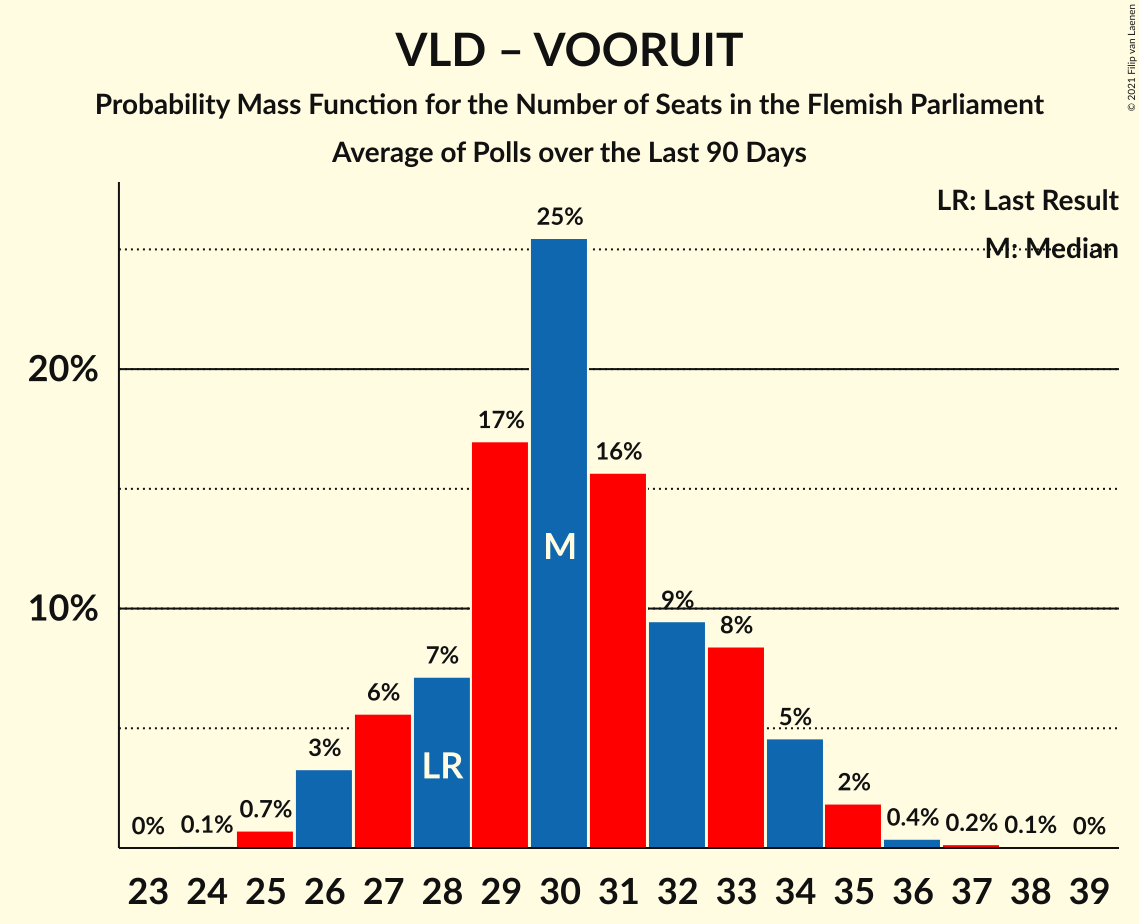 VLD – VOORUIT
Probability Mass Function for the Number of Seats in the Flemish Parliament
Average of Polls over the Last 90 Days
© 2021 Filip van Laenen
LR: Last Result
M: Median
20%
10%
0%
0.1%
0.7%
3%
6%
7%
17%
25%
16%
9%
8%
5%
2%
0.4%
0.2%
0.1%
0%
LR
M
23 24 25 26 27 28 29 30 31 32 33 34 35 36 37 38 39